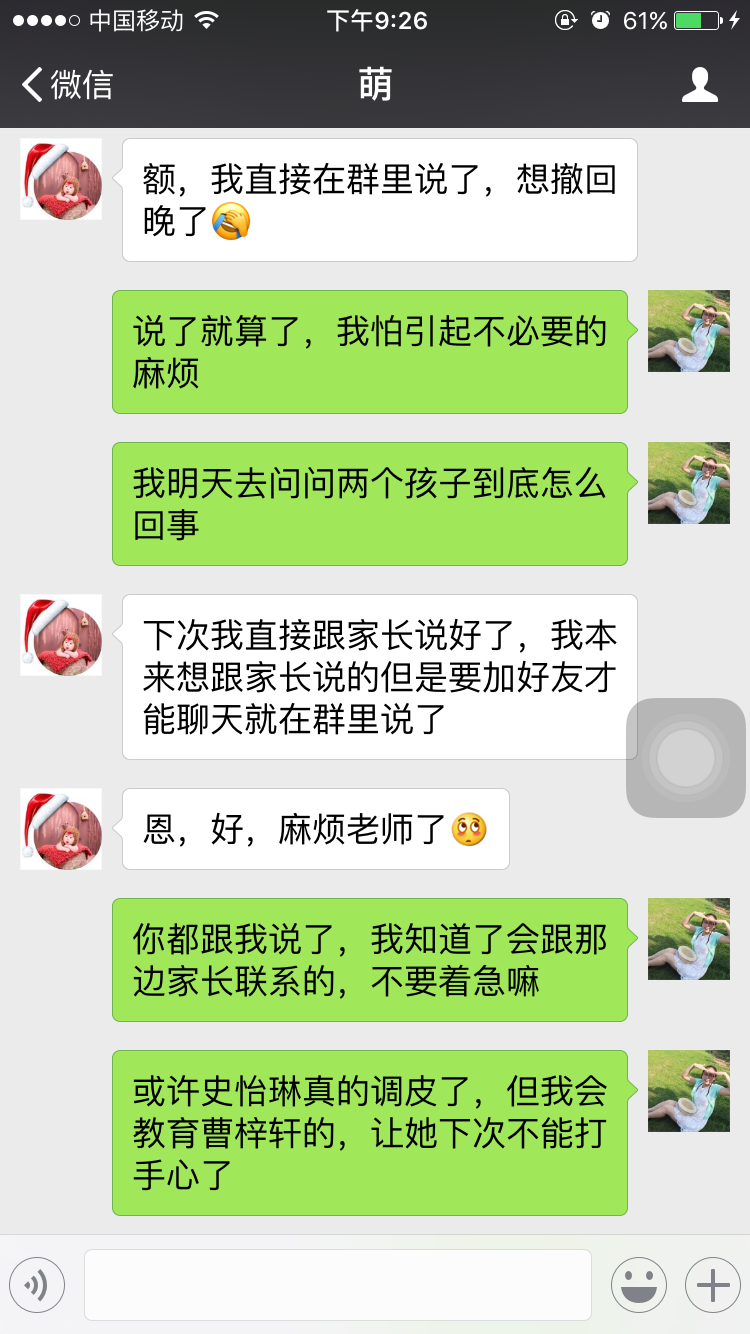 中国移动 下午9:26 61%
微信 萌
额，我直接在群里说了，想撤回
晚了🤦
说了就算了，我怕引起不必要的
麻烦
我明天去问问两个孩子到底怎么
回事
下次我直接跟家长说好了，我本
来想跟家长说的但是要加好友才
能聊天就在群里说了
恩，好，麻烦老师了🙄
你都跟我说了，我知道了会跟那
边家长联系的，不要着急嘛
或许史怡琳真的调皮了，但我会
教育曹梓轩的，让她下次不能打
手心了